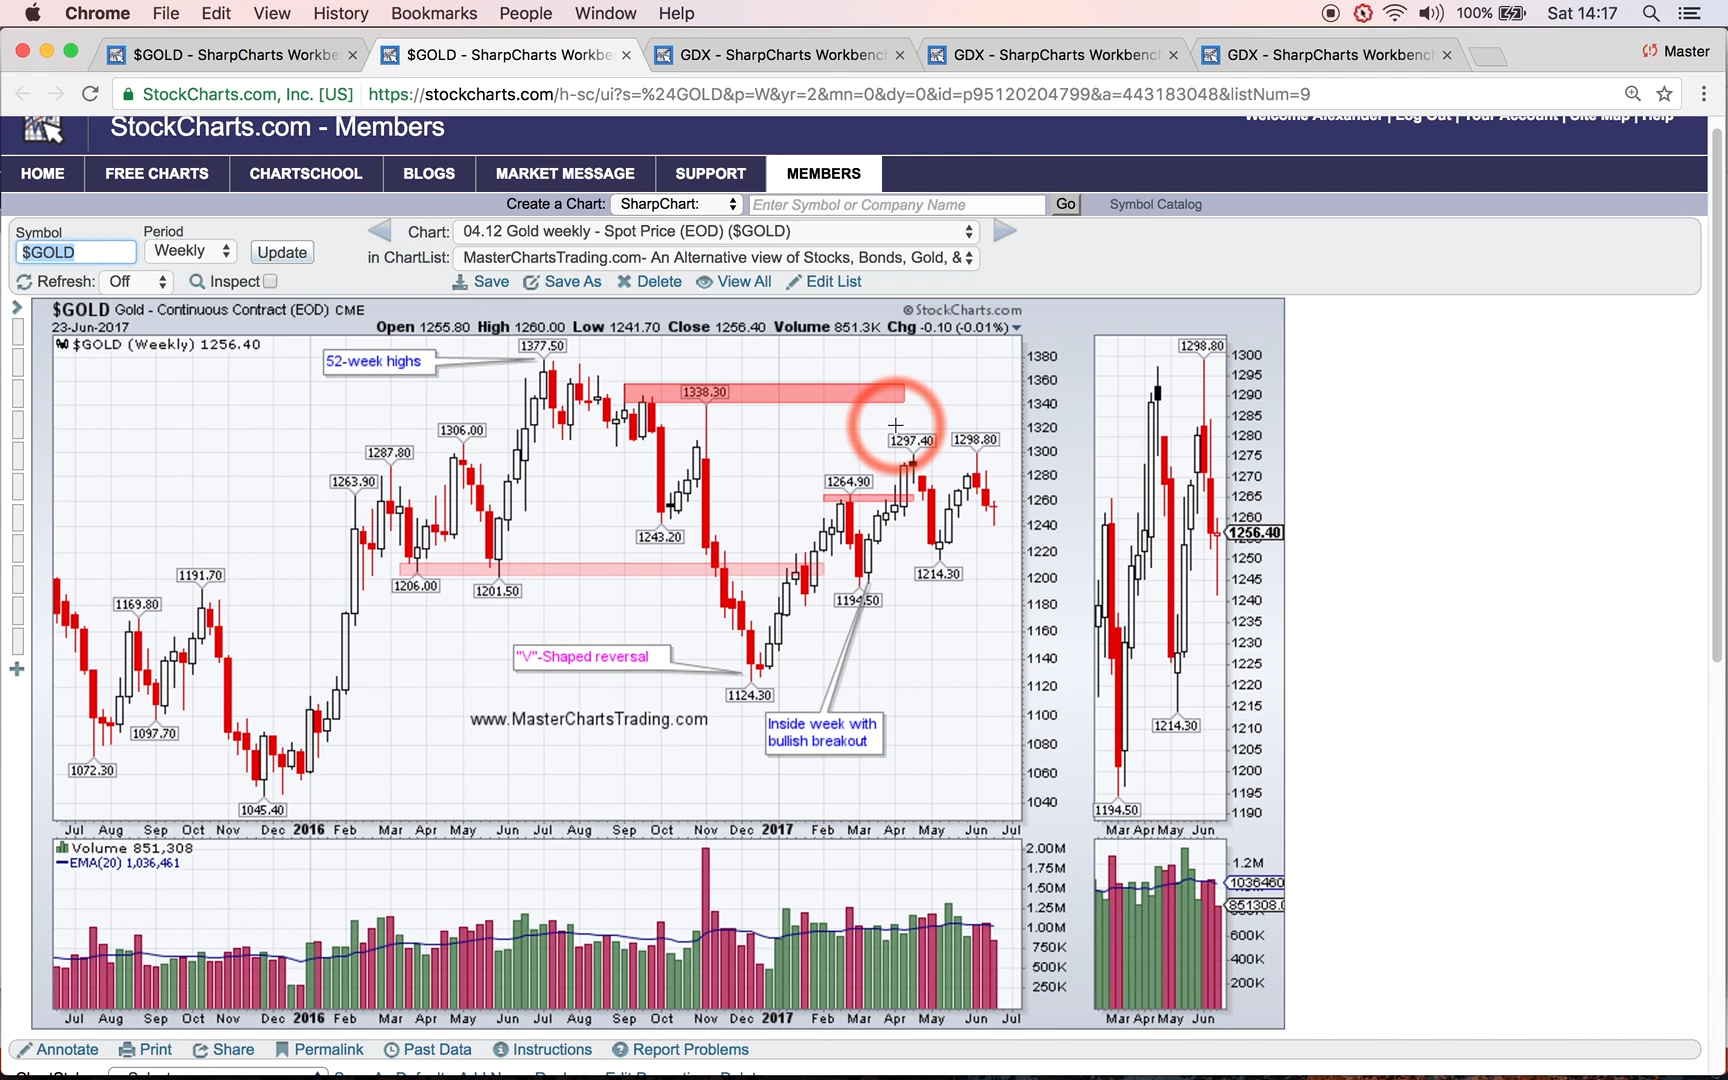 Chrome File Edit View History Bookmarks People Window Help 100% Sat 14:17
$GOLD - SharpCharts Workbe $GOLD - SharpCharts Workbe GDX - SharpCharts Workbench GDX - SharpCharts Workbench GDX - SharpCharts Workbench Master
StockCharts.com, Inc. [US] https://stockcharts.com/h-sc/ui?s=%24GOLD&p=W&yr=2&mn=0&dy=0&id=p95120204799&a=443183048&listNum=9
StockCharts.com - Members
Welcome Alexander | Log Out | Your Account | Site Map | Help
HOME FREE CHARTS CHARTSCHOOL BLOGS MARKET MESSAGE SUPPORT MEMBERS
Create a Chart: SharpChart: Enter Symbol or Company Name Go Symbol Catalog
Symbol Period Chart: 04.12 Gold weekly - Spot Price (EOD) ($GOLD)
$GOLD Weekly Update in ChartList: MasterChartsTrading.com- An Alternative view of Stocks, Bonds, Gold, &
Refresh: Off Inspect Save Save As Delete View All Edit List
$GOLD Gold - Continuous Contract (EOD) CME © StockCharts.com
23-Jun-2017 Open 1255.80 High 1260.00 Low 1241.70 Close 1256.40 Volume 851.3K Chg -0.10 (-0.01%)
$GOLD (Weekly) 1256.40
52-week highs
1377.50
1338.30
1306.00
1297.40
1298.80
1287.80
1263.90
1264.90
1243.20
1214.30
1206.00
1201.50
1194.50
1191.70
1169.80
1097.70
1072.30
1045.40
1124.30
"V"-Shaped reversal
www.MasterChartsTrading.com
Inside week with
bullish breakout
1380
1360
1340
1320
1300
1280
1260
1240
1220
1200
1180
1160
1140
1120
1100
1080
1060
1040
Jul Aug Sep Oct Nov Dec 2016 Feb Mar Apr May Jun Jul Aug Sep Oct Nov Dec 2017 Feb Mar Apr May Jun Jul
1298.80
1214.30
1194.50
1300
1295
1290
1285
1280
1275
1270
1265
1260
1256.40
1250
1245
1240
1235
1230
1225
1220
1215
1210
1205
1200
1195
1190
Mar Apr May Jun
Volume 851,308
EMA(20) 1,036,461
2.00M
1.75M
1.50M
1.25M
1.00M
750K
500K
250K
Jul Aug Sep Oct Nov Dec 2016 Feb Mar Apr May Jun Jul Aug Sep Oct Nov Dec 2017 Feb Mar Apr May Jun Jul
1.2M
1036460
851308.0
600K
400K
200K
Mar Apr May Jun
Annotate Print Share Permalink Past Data Instructions Report Problems